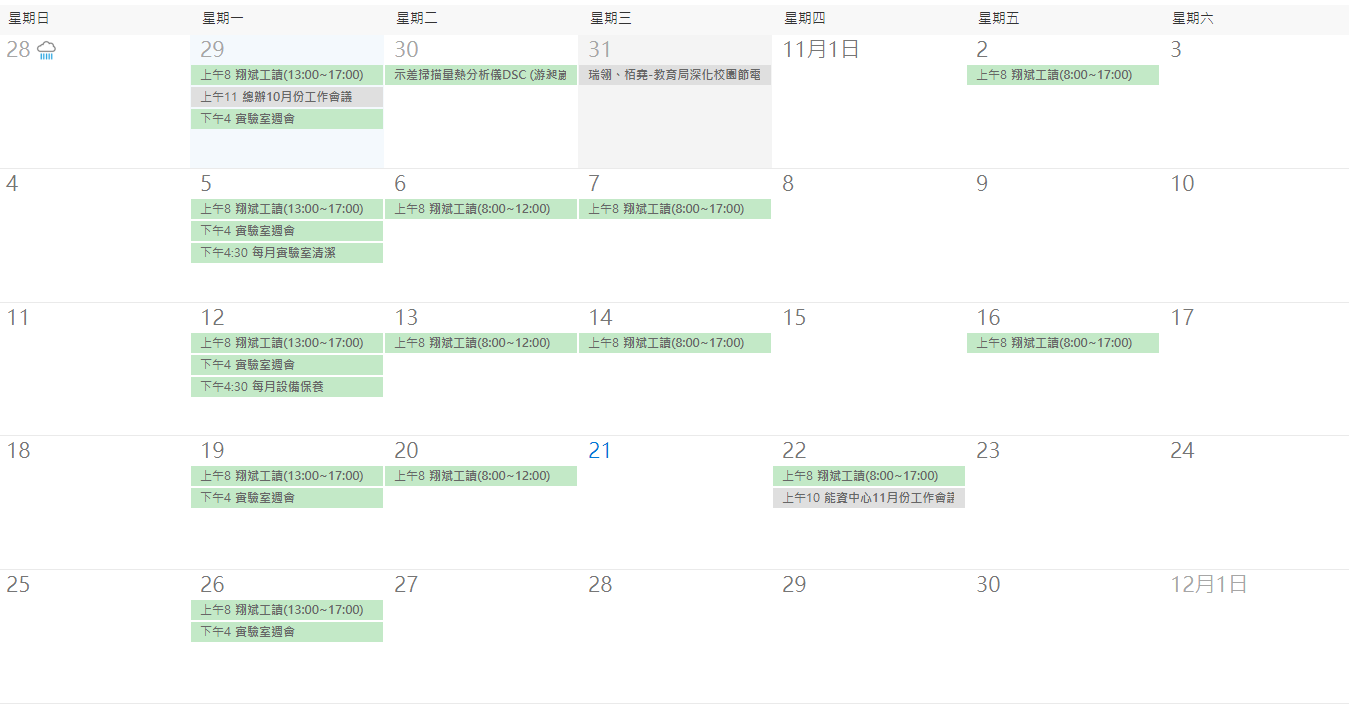 星期日 星期一 星期二 星期三 星期四 星期五 星期六
28 29 30 31 11月1日 2 3
上午8 翔斌工讀(13:00~17:00) 示差掃描量熱分析儀DSC (游昶 瑞翎、栢堯-教育局深化校園節電 上午8 翔斌工讀(8:00~17:00)
上午11 總辦10月份工作會議
下午4 實驗室週會
4 5 6 7 8 9 10
上午8 翔斌工讀(13:00~17:00) 上午8 翔斌工讀(8:00~12:00) 上午8 翔斌工讀(8:00~17:00)
下午4 實驗室週會
下午4:30 每月實驗室清潔
11 12 13 14 15 16 17
上午8 翔斌工讀(13:00~17:00) 上午8 翔斌工讀(8:00~12:00) 上午8 翔斌工讀(8:00~17:00) 上午8 翔斌工讀(8:00~17:00)
下午4 實驗室週會
下午4:30 每月設備保養
18 19 20 21 22 23 24
上午8 翔斌工讀(13:00~17:00) 上午8 翔斌工讀(8:00~12:00) 上午8 翔斌工讀(8:00~17:00)
下午4 實驗室週會 上午10 能資中心11月份工作會議
25 26 27 28 29 30 12月1日
上午8 翔斌工讀(13:00~17:00)
下午4 實驗室週會